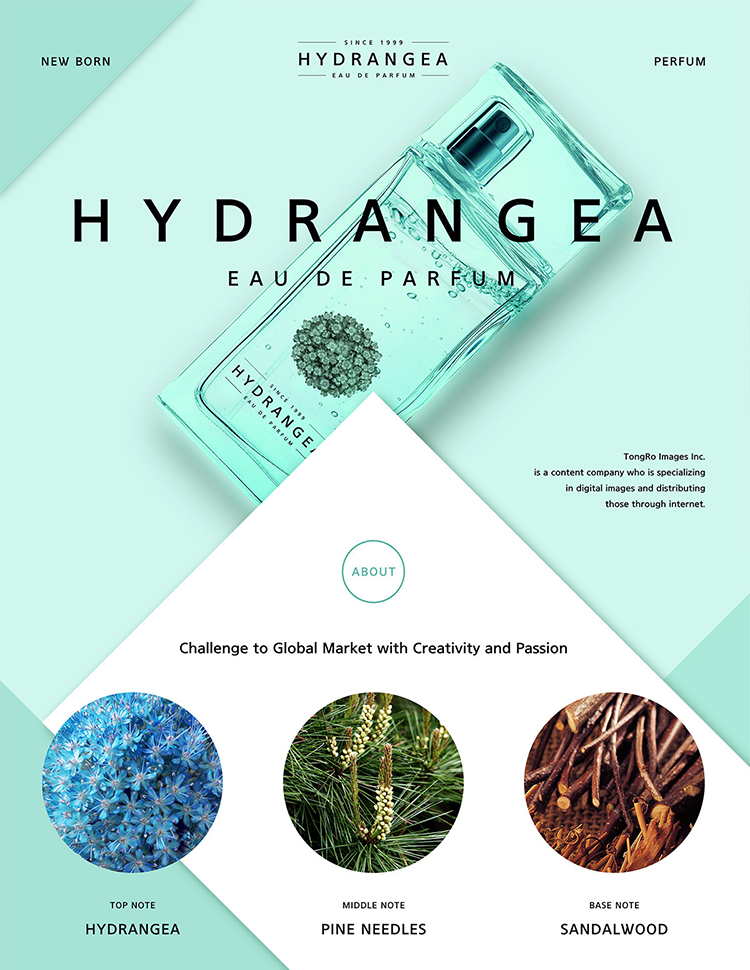 SINCE 1999
NEW BORN
HYDRANGEA
PERFUM
EAU DE PARFUM
HYDRANGEA
EAU DE PARFUM
SINCE 1999
HYDRANGEA
EAU DE PARFUM
TongRo Images Inc.
is a content company who is specializing
in digital images and distributing
those through internet.
ABOUT
Challenge to Global Market with Creativity and Passion
TOP NOTE
HYDRANGEA
MIDDLE NOTE
PINE NEEDLES
BASE NOTE
SANDALWOOD